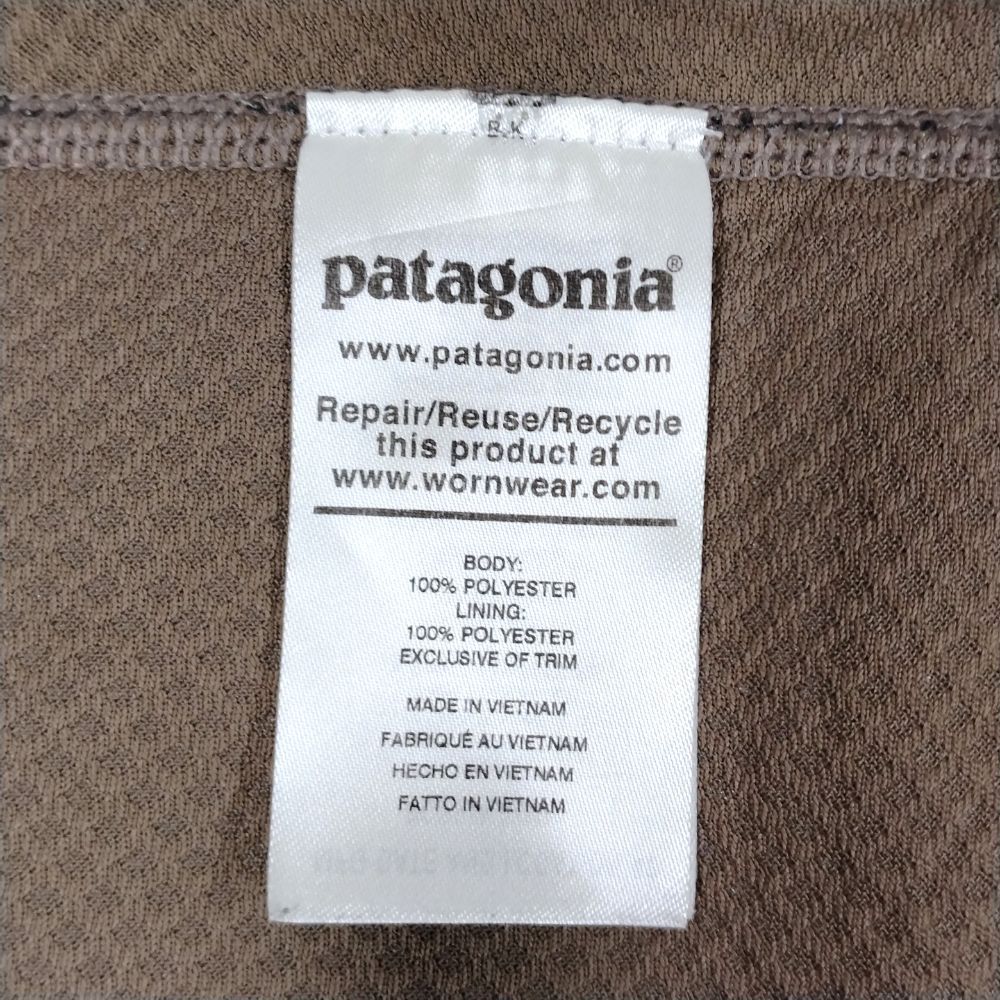 R.K
patagonia®
www.patagonia.com
Repair/Reuse/Recycle
this product at
www.wornwear.com
BODY:
100% POLYESTER
LINING:
100% POLYESTER
EXCLUSIVE OF TRIM
MADE IN VIETNAM
FABRIQUÉ AU VIETNAM
HECHO EN VIETNAM
FATTO IN VIETNAM